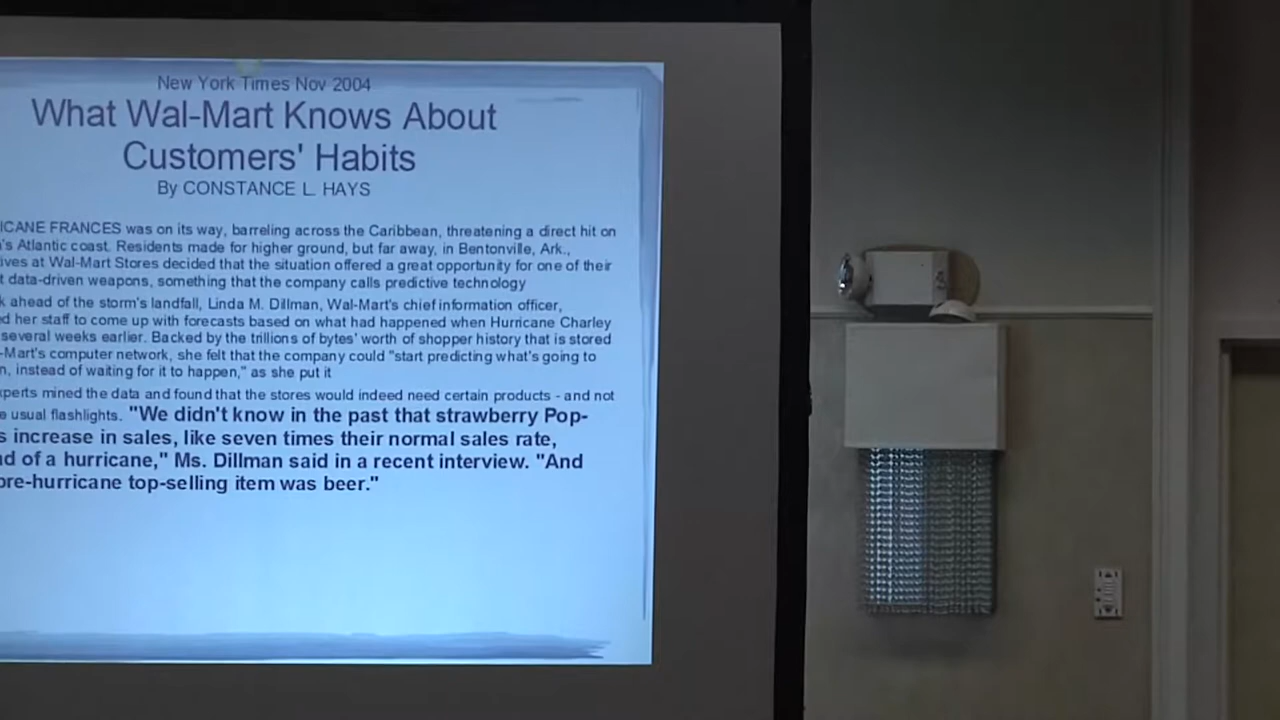 New York Times Nov 2004
What Wal-Mart Knows About
Customers' Habits
By CONSTANCE L. HAYS
ICANE FRANCES was on its way, barreling across the Caribbean, threatening a direct hit on
's Atlantic coast. Residents made for higher ground, but far away, in Bentonville, Ark.,
ives at Wal-Mart Stores decided that the situation offered a great opportunity for one of their
t data-driven weapons, something that the company calls predictive technology
k ahead of the storm's landfall, Linda M. Dillman, Wal-Mart's chief information officer,
ed her staff to come up with forecasts based on what had happened when Hurricane Charley
several weeks earlier. Backed by the trillions of bytes' worth of shopper history that is stored
-Mart's computer network, she felt that the company could "start predicting what's going to
n, instead of waiting for it to happen," as she put it
xperts mined the data and found that the stores would indeed need certain products - and not
e usual flashlights. "We didn't know in the past that strawberry Pop-
s increase in sales, like seven times their normal sales rate,
ad of a hurricane," Ms. Dillman said in a recent interview. "And
pre-hurricane top-selling item was beer."